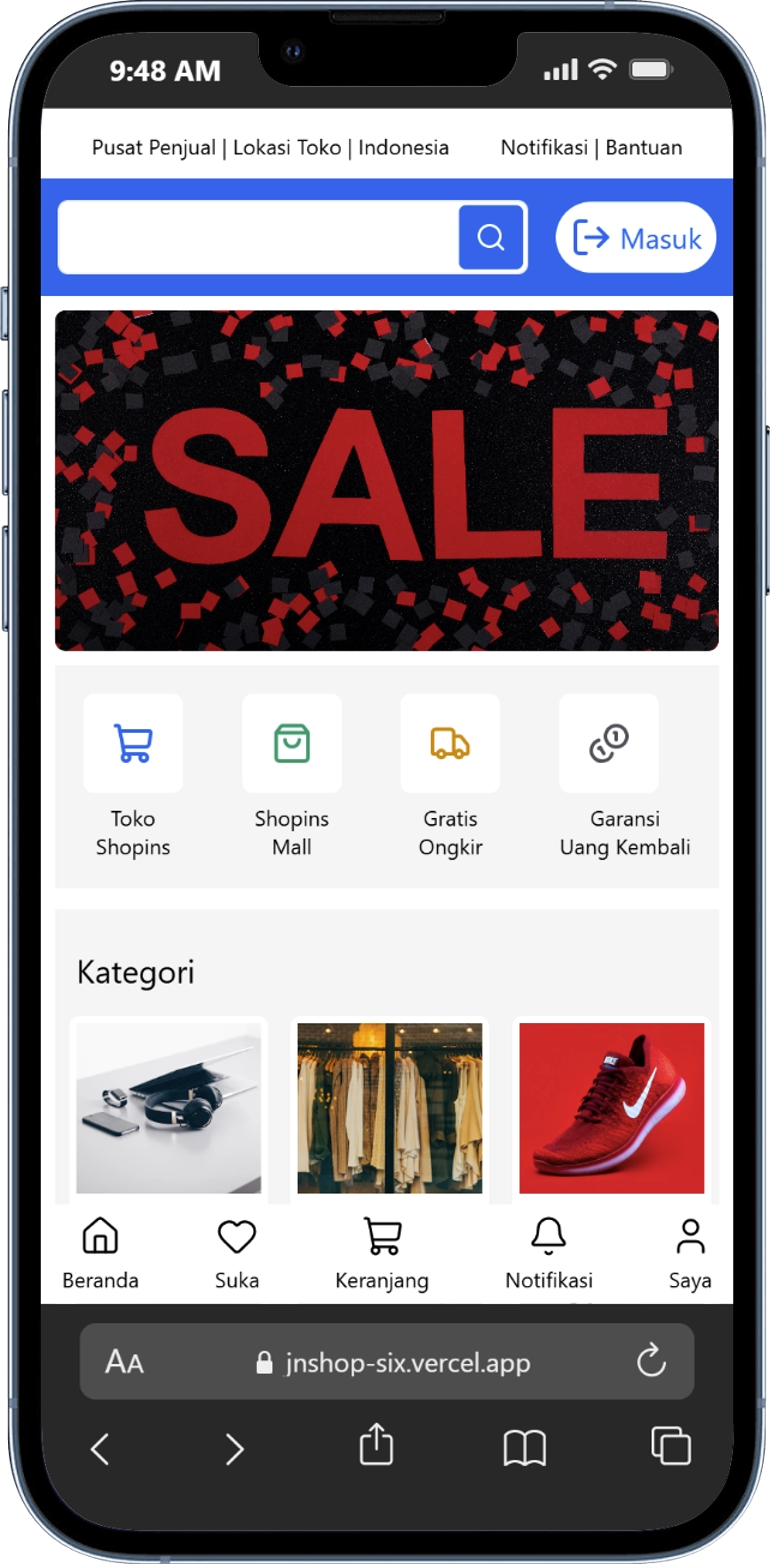 9:48 AM
Pusat Penjual | Lokasi Toko | Indonesia Notifikasi | Bantuan
Masuk
SALE
Toko
Shopins
Shopins
Mall
Gratis
Ongkir
Garansi
Uang Kembali
Kategori
Beranda Suka Keranjang Notifikasi Saya
AA jnshop-six.vercel.app